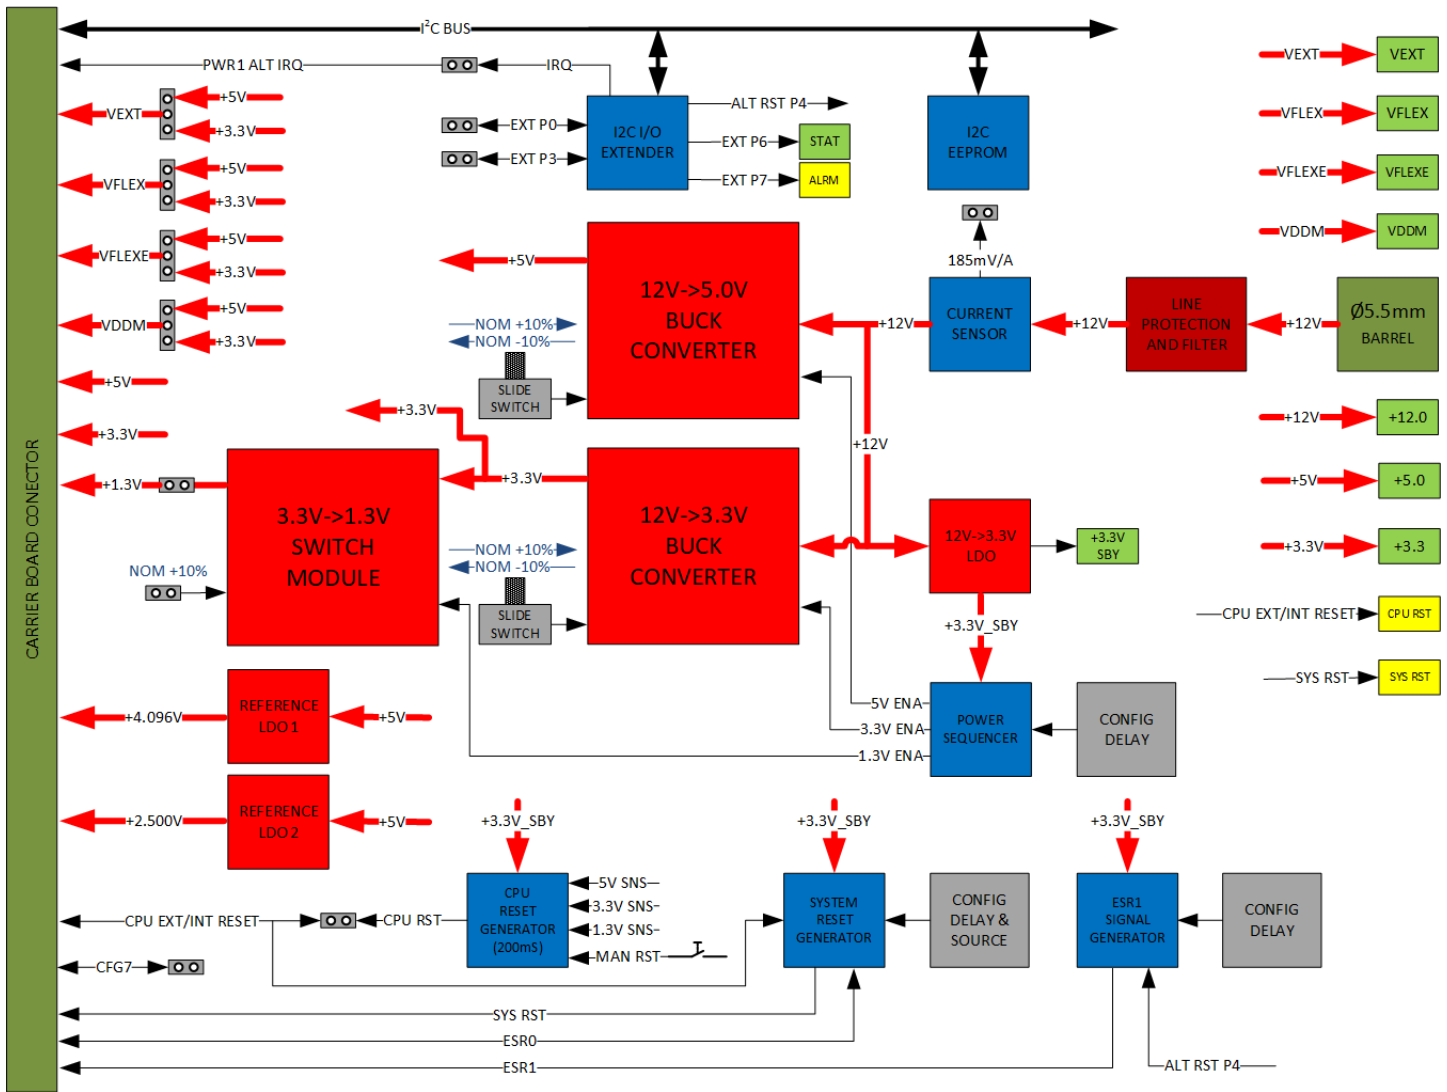 I²C BUS
PWR1 ALT IRQ
IRQ
VEXT
+5V
+3.3V
VFLEX
+5V
+3.3V
VFLEXE
+5V
+3.3V
VDDM
+5V
+3.3V
+5V
+3.3V
+1.3V
CARRIER BOARD CONECTOR
EXT P0
EXT P3
I2C I/O
EXTENDER
ALT RST P4
EXT P6
STAT
EXT P7
ALRM
I2C
EEPROM
VEXT
VEXT
VFLEX
VFLEX
VFLEXE
VFLEXE
VDDM
VDDM
+5V
12V->5.0V
BUCK
CONVERTER
NOM +10%
NOM -10%
SLIDE
SWITCH
+12V
185mV/A
CURRENT
SENSOR
+12V
LINE
PROTECTION
AND FILTER
+12V
Ø5.5mm
BARREL
+12V
+3.3V
+3.3V
3.3V->1.3V
SWITCH
MODULE
NOM +10%
12V->3.3V
BUCK
CONVERTER
NOM +10%
NOM -10%
SLIDE
SWITCH
12V->3.3V
LDO
+3.3V
SBY
+3.3V_SBY
+12V
+12.0
+5V
+5.0
+3.3V
+3.3
CPU EXT/INT RESET
CPU RST
SYS RST
SYS RST
5V ENA
3.3V ENA
1.3V ENA
POWER
SEQUENCER
CONFIG
DELAY
+4.096V
REFERENCE
LDO 1
+5V
+2.500V
REFERENCE
LDO 2
+5V
+3.3V_SBY
+3.3V_SBY
+3.3V_SBY
CPU EXT/INT RESET
CPU RST
CPU
RESET
GENERATOR
(200mS)
5V SNS
3.3V SNS
1.3V SNS
MAN RST
SYSTEM
RESET
GENERATOR
CONFIG
DELAY &
SOURCE
ESR1
SIGNAL
GENERATOR
CONFIG
DELAY
CFG7
SYS RST
ESR0
ESR1
ALT RST P4